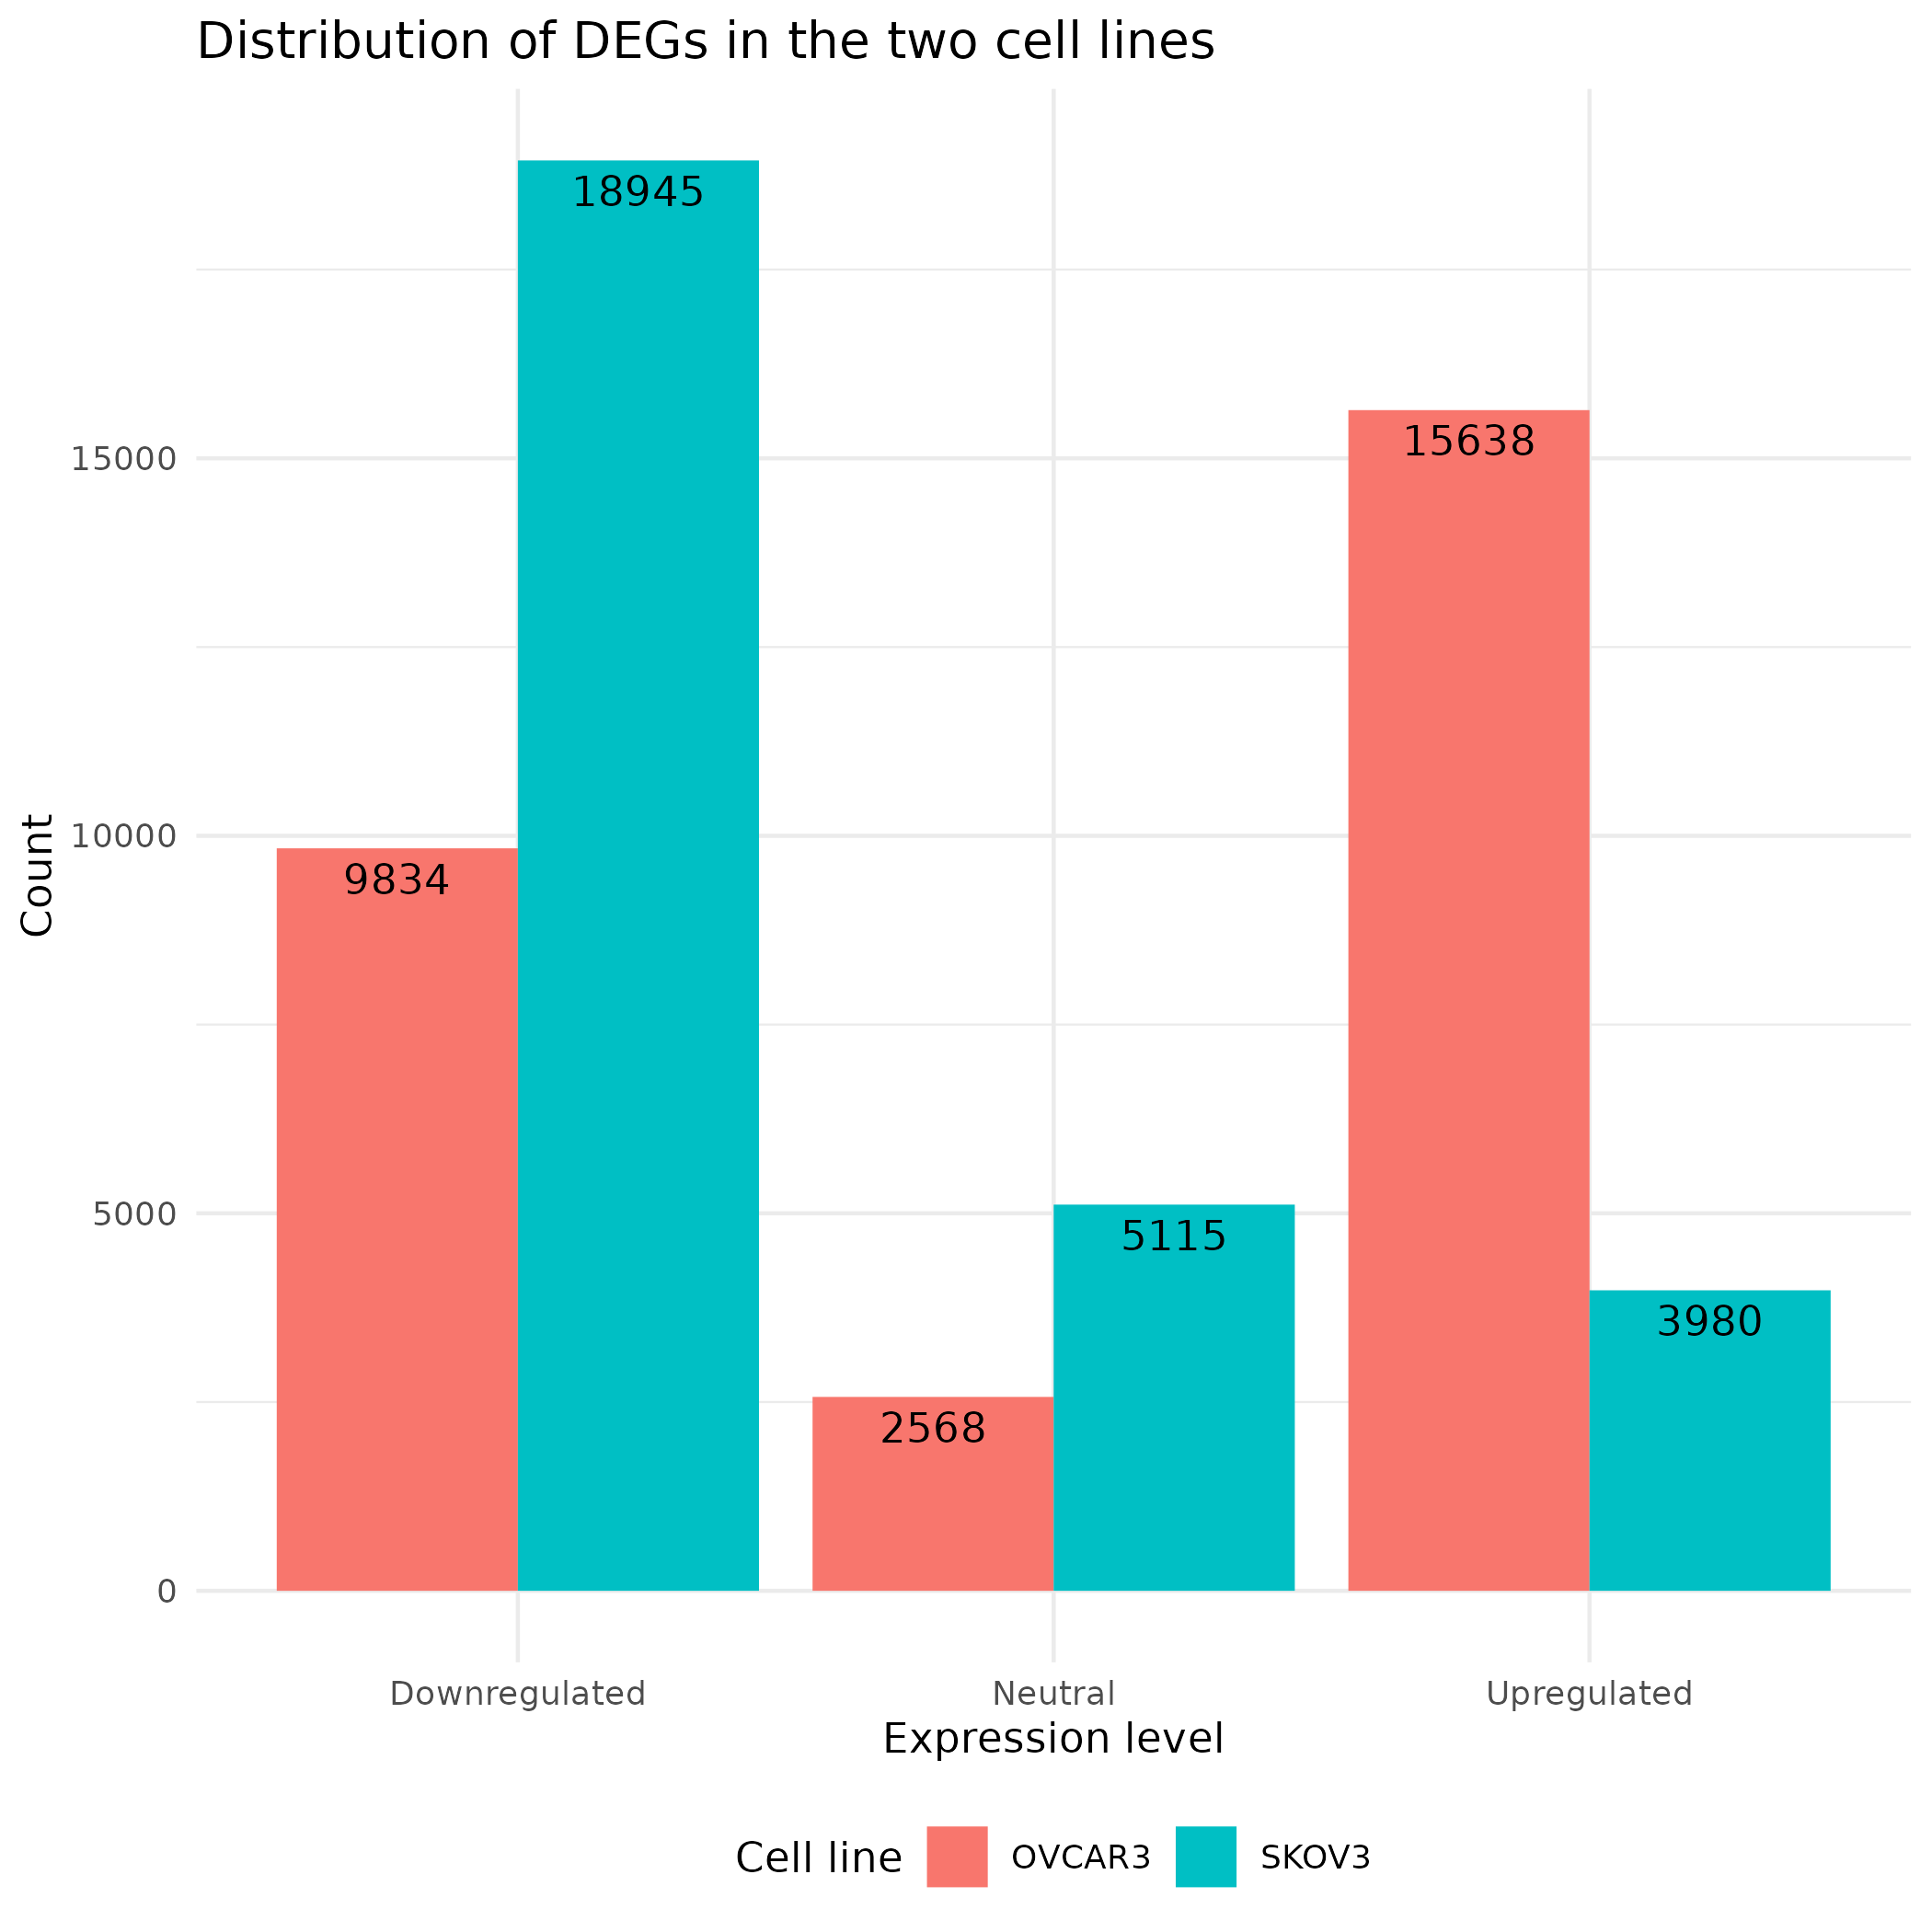 Distribution of DEGs in the two cell lines
18945
15638
15000
9834
10000
Count
5000
5115
3980
2568
0
Downregulated Neutral Upregulated
Expression level
Cell line OVCAR3 SKOV3